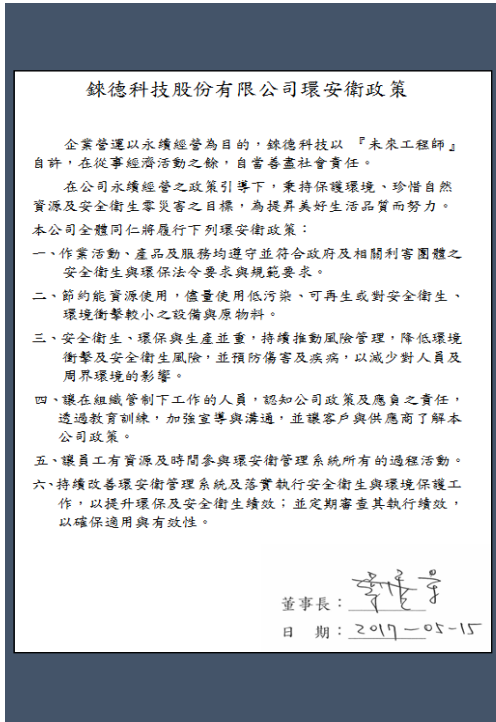 錸德科技股份有限公司環安衛政策
企業營運以永續經營為目的，錸德科技以 『未來工程師』
自許，在從事經濟活動之餘，自當善盡社會責任。
在公司永續經營之政策引導下，秉持保護環境、珍惜自然
資源及安全衛生零災害之目標，為提昇美好生活品質而努力。
本公司全體同仁將履行下列環安衛政策：
一、作業活動、產品及服務均遵守並符合政府及相關利害團體之
安全衛生與環保法令要求與規範要求。
二、節約能資源使用，儘量使用低污染、可再生或對安全衛生、
環境衝擊較小之設備與原物料。
三、安全衛生、環保與生產並重，持續推動風險管理，降低環境
衝擊及安全衛生風險，並預防傷害及疾病，以減少對人員及
周界環境的影響。
四、讓在組織管制下工作的人員，認知公司政策及應負之責任，
透過教育訓練，加強宣導與溝通，並讓客戶與供應商了解本
公司政策。
五、讓員工有資源及時間參與環安衛管理系統所有的過程活動。
六、持續改善環安衛管理系統及落實執行安全衛生與環境保護工
作，以提升環保及安全衛生績效；並定期審查其執行績效，
以確保適用與有效性。
董事長：
日 期：2017-05-15